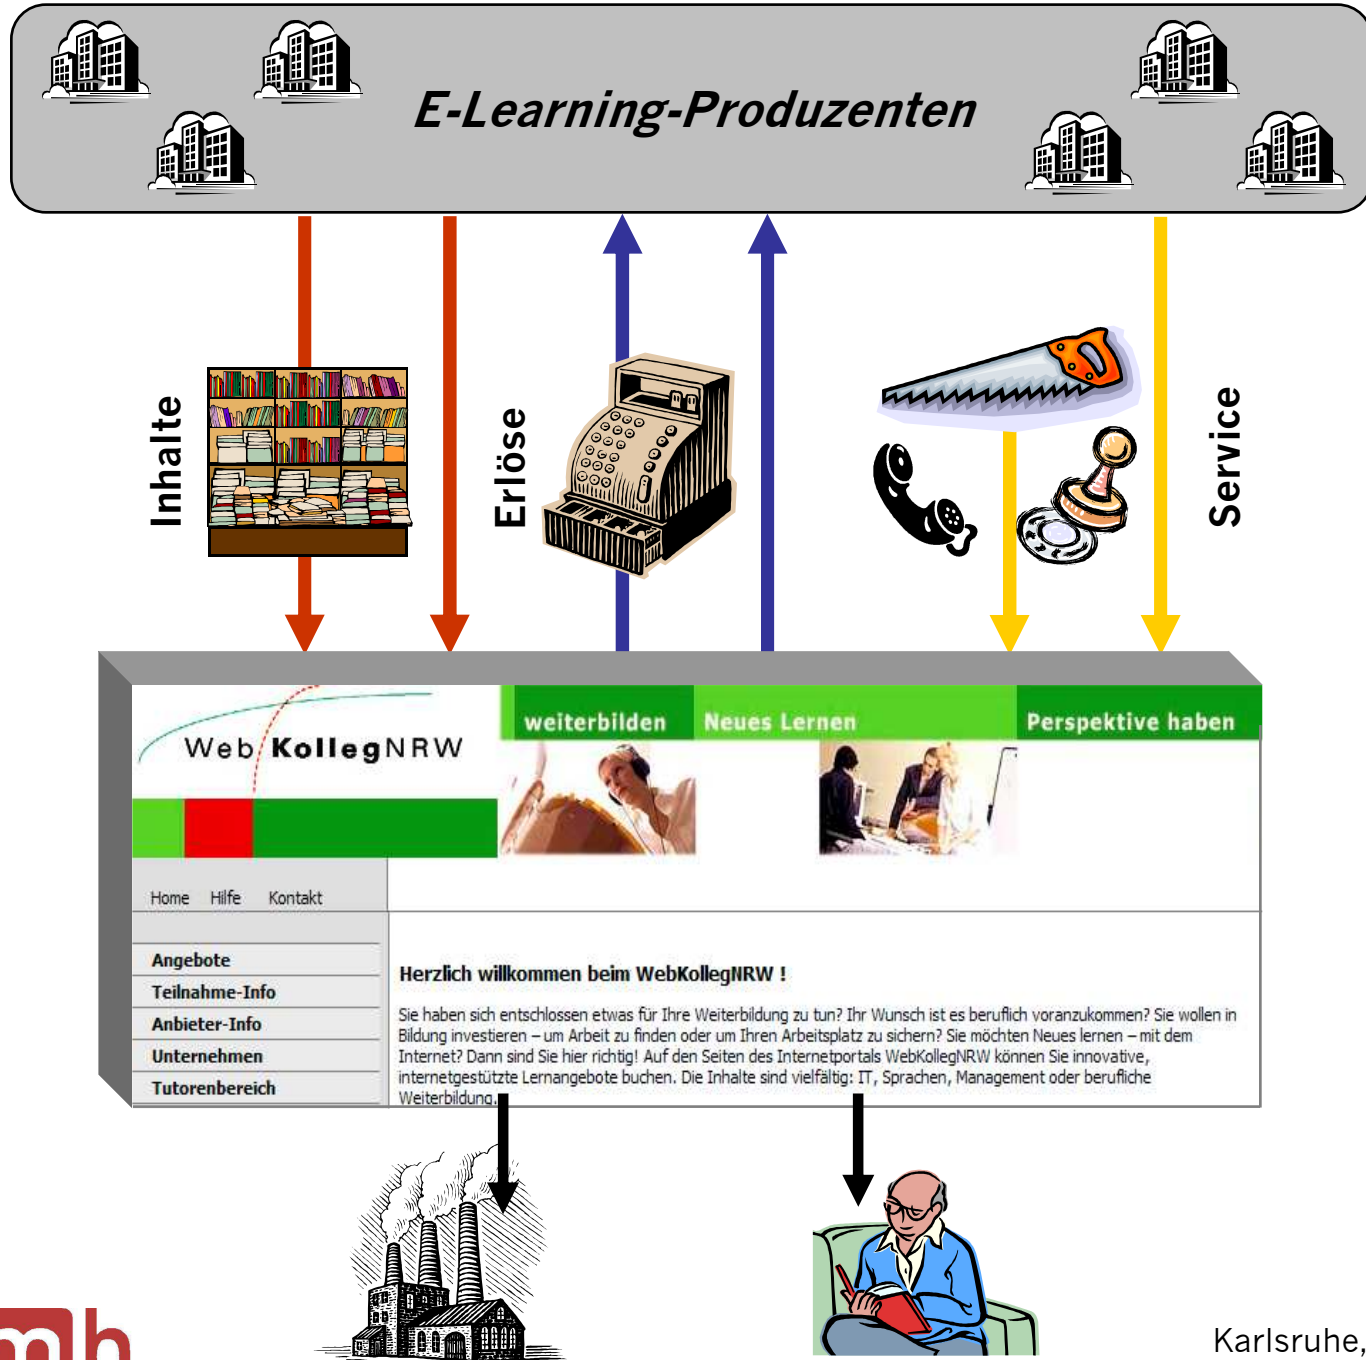 E-Learning-Produzenten
Inhalte
Erlöse
Service
Web KollegNRW
weiterbilden
Neues Lernen
Perspektive haben
Home Hilfe Kontakt
Angebote
Teilnahme-Info
Anbieter-Info
Unternehmen
Tutorenbereich
Herzlich willkommen beim WebKollegNRW !
Sie haben sich entschlossen etwas für Ihre Weiterbildung zu tun? Ihr Wunsch ist es beruflich voranzukommen? Sie wollen in
Bildung investieren – um Arbeit zu finden oder um Ihren Arbeitsplatz zu sichern? Sie möchten Neues lernen – mit dem
Internet? Dann sind Sie hier richtig! Auf den Seiten des Internetportals WebKollegNRW können Sie innovative,
internetgestützte Lernangebote buchen. Die Inhalte sind vielfältig: IT, Sprachen, Management oder berufliche
Weiterbildung.
mb
Karlsruhe,